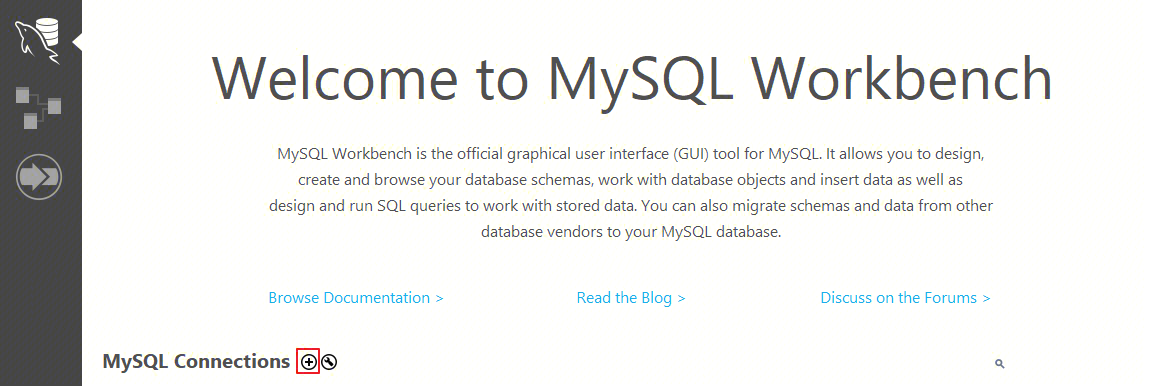 Welcome to MySQL Workbench
MySQL Workbench is the official graphical user interface (GUI) tool for MySQL. It allows you to design,
create and browse your database schemas, work with database objects and insert data as well as
design and run SQL queries to work with stored data. You can also migrate schemas and data from other
database vendors to your MySQL database.
Browse Documentation >
Read the Blog >
Discuss on the Forums >
MySQL Connections